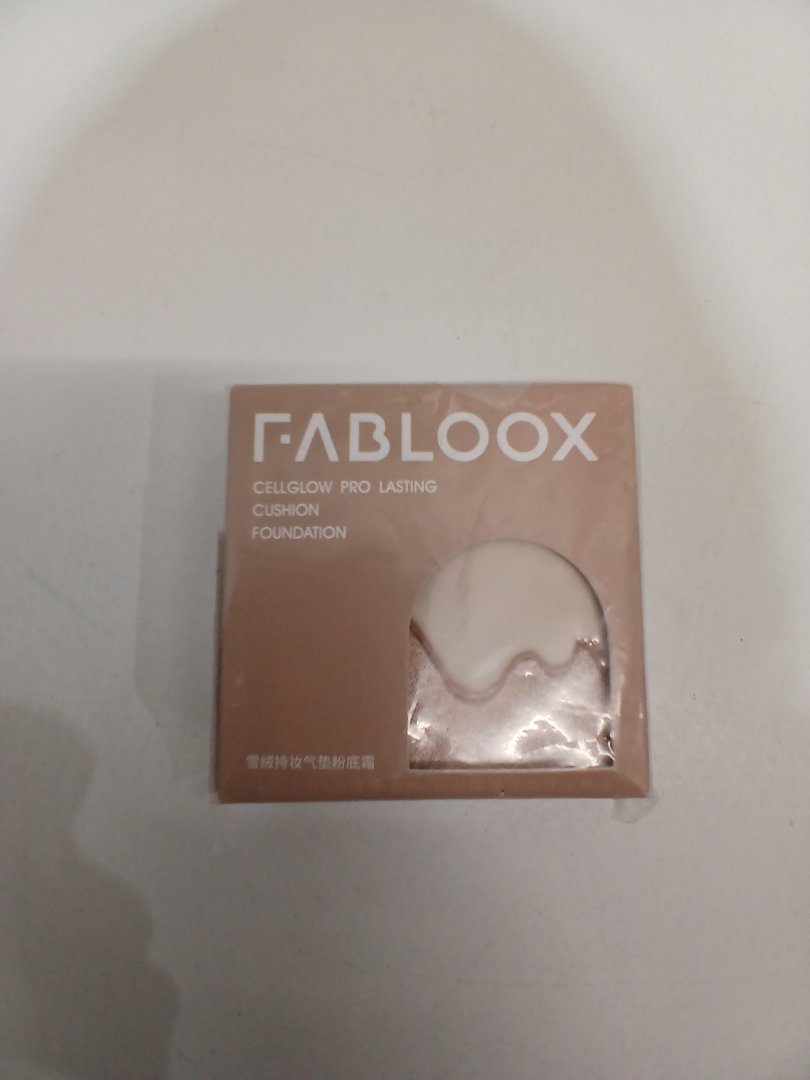 FABLOOX
CELLGLOW PRO LASTING
CUSHION
FOUNDATION
雪绒持妆气垫粉底霜